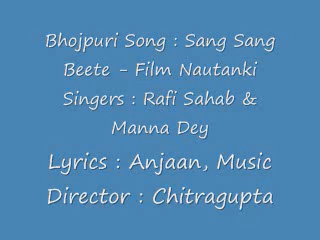 Bhojpuri Song : Sang Sang
Beete - Film Nautanki
Singers : Rafi Sahab &
Manna Dey
Lyrics : Anjaan, Music
Director : Chitragupta